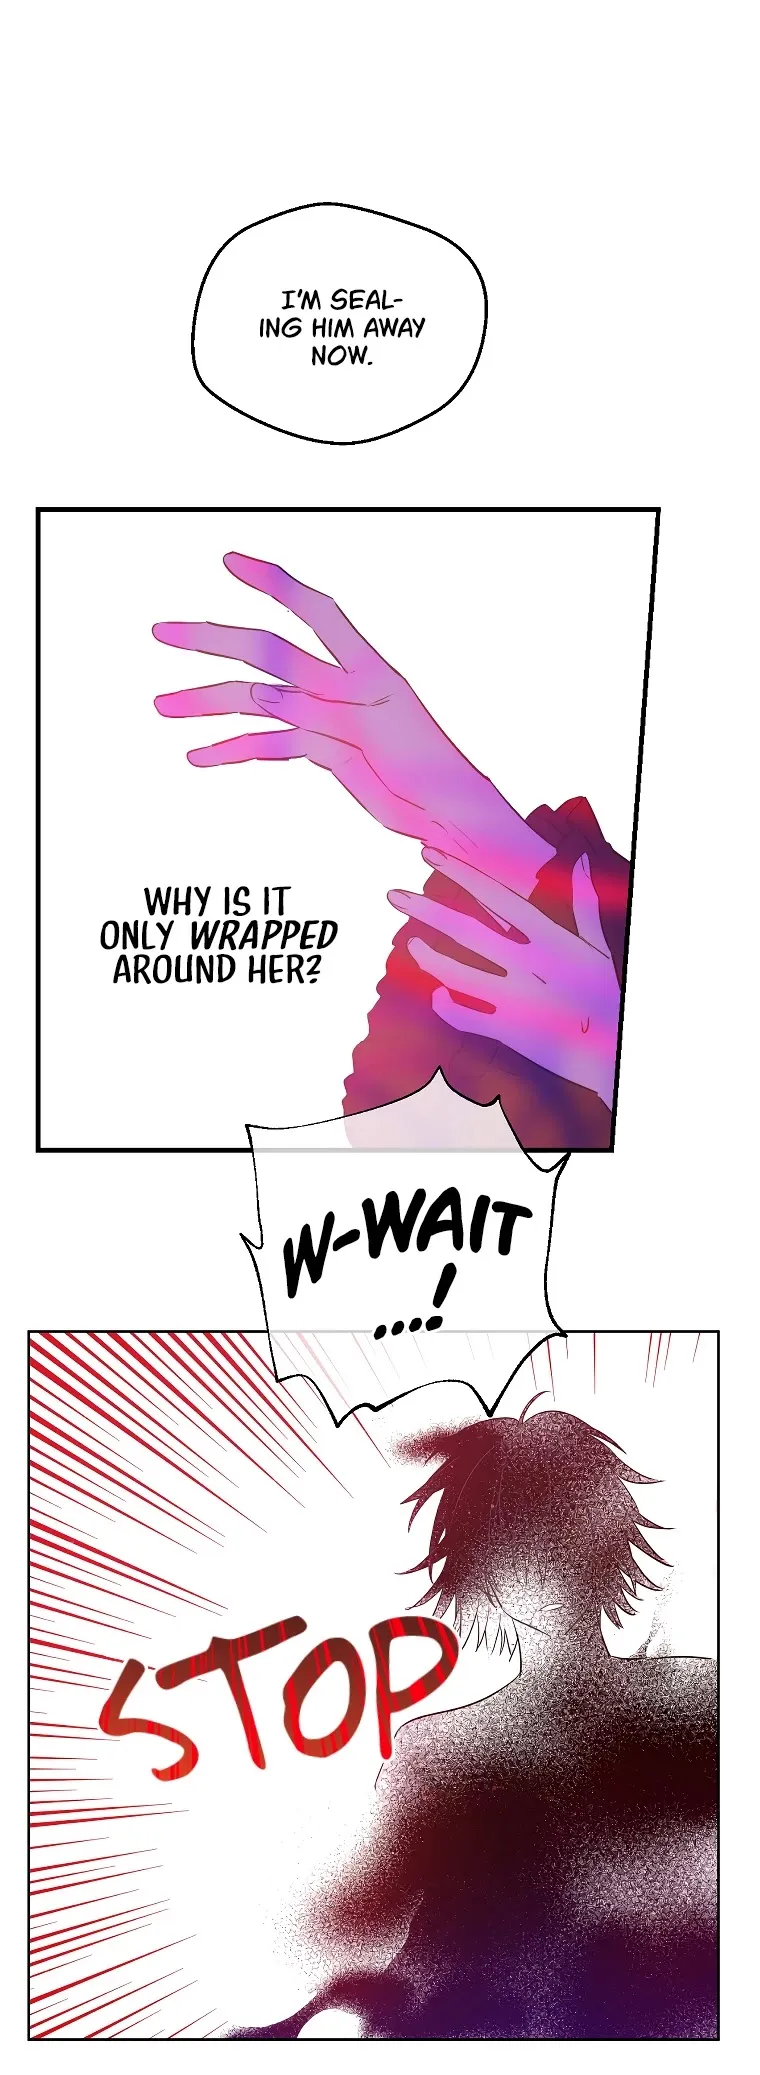 I'M SEAL-
ING HIM AWAY
NOW.
WHY IS IT
ONLY WRAPPED
AROUND HER?
W-WAIT
....!
STOP